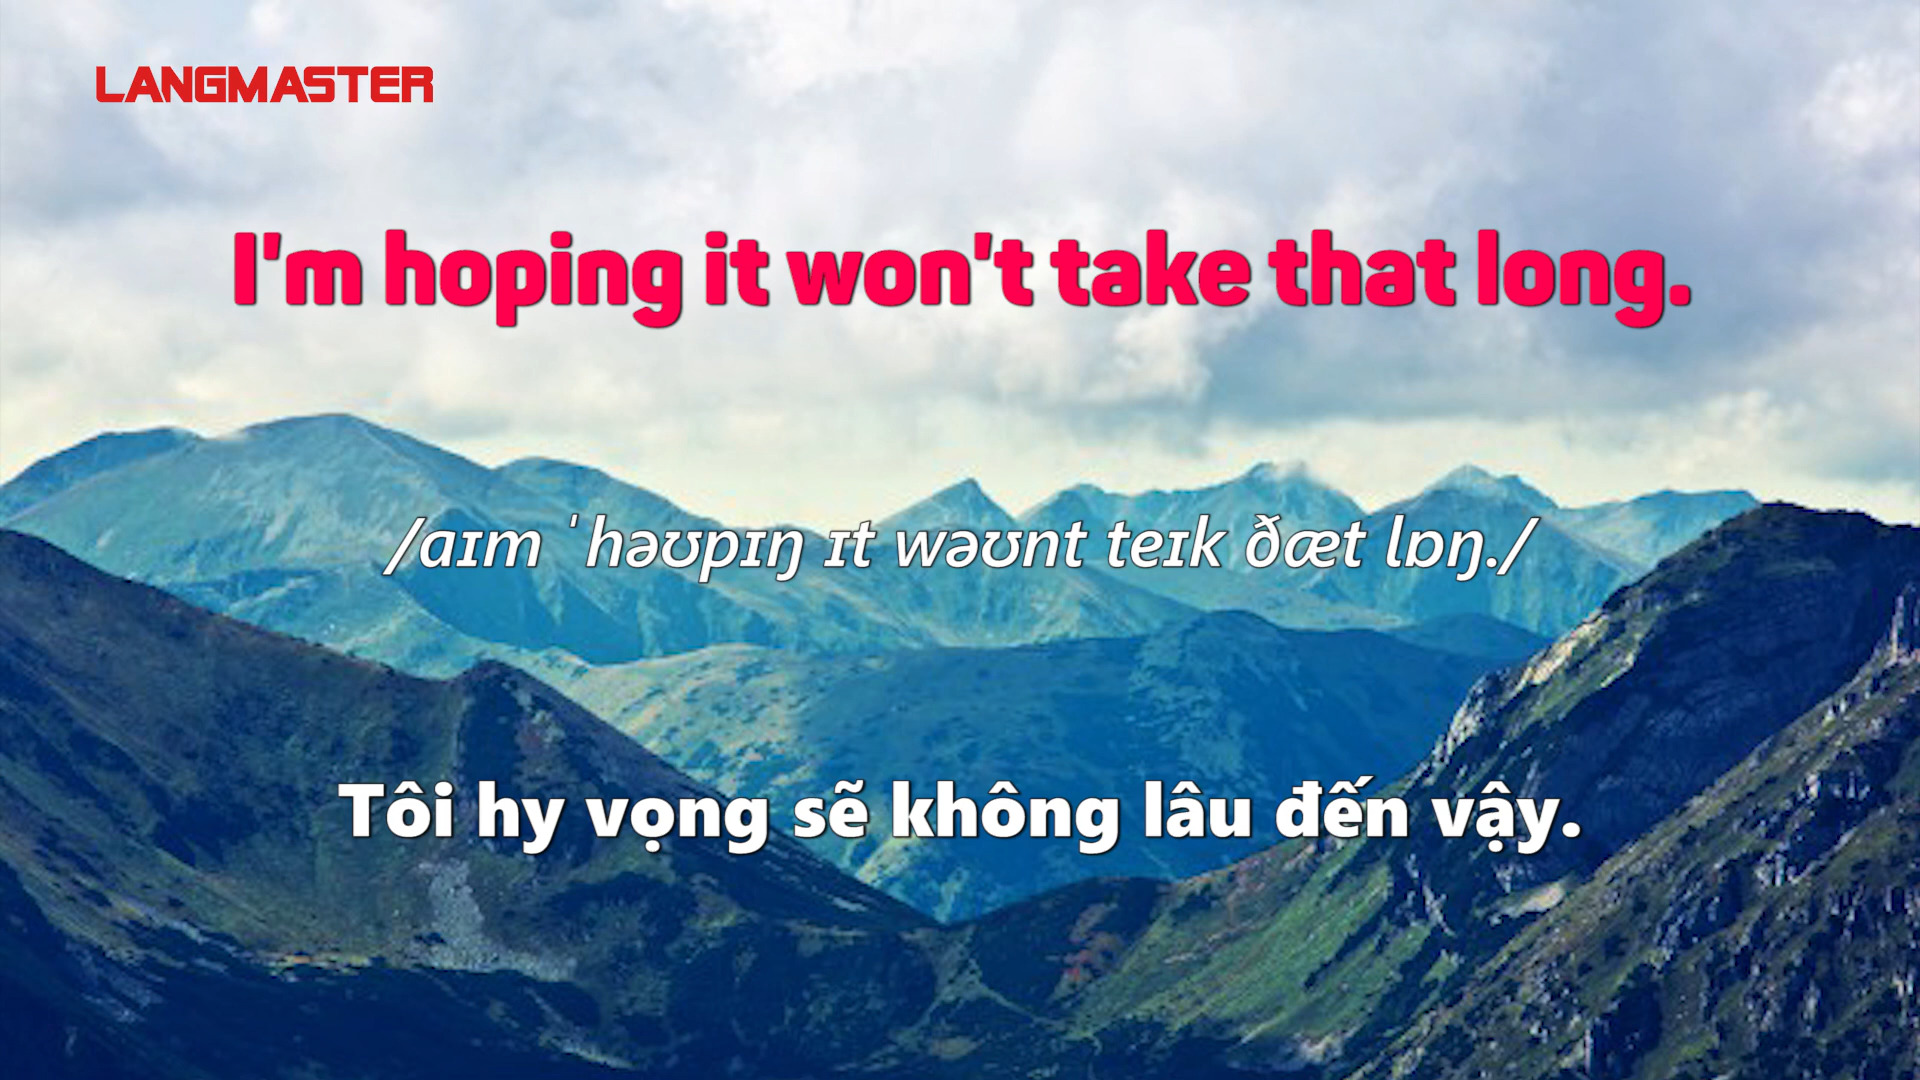 LANGMASTER
I'm hoping it won't take that long.
/aɪm ˈhəʊpɪŋ ɪt wəʊnt teɪk ðæt lɒŋ./
Tôi hy vọng sẽ không lâu đến vậy.